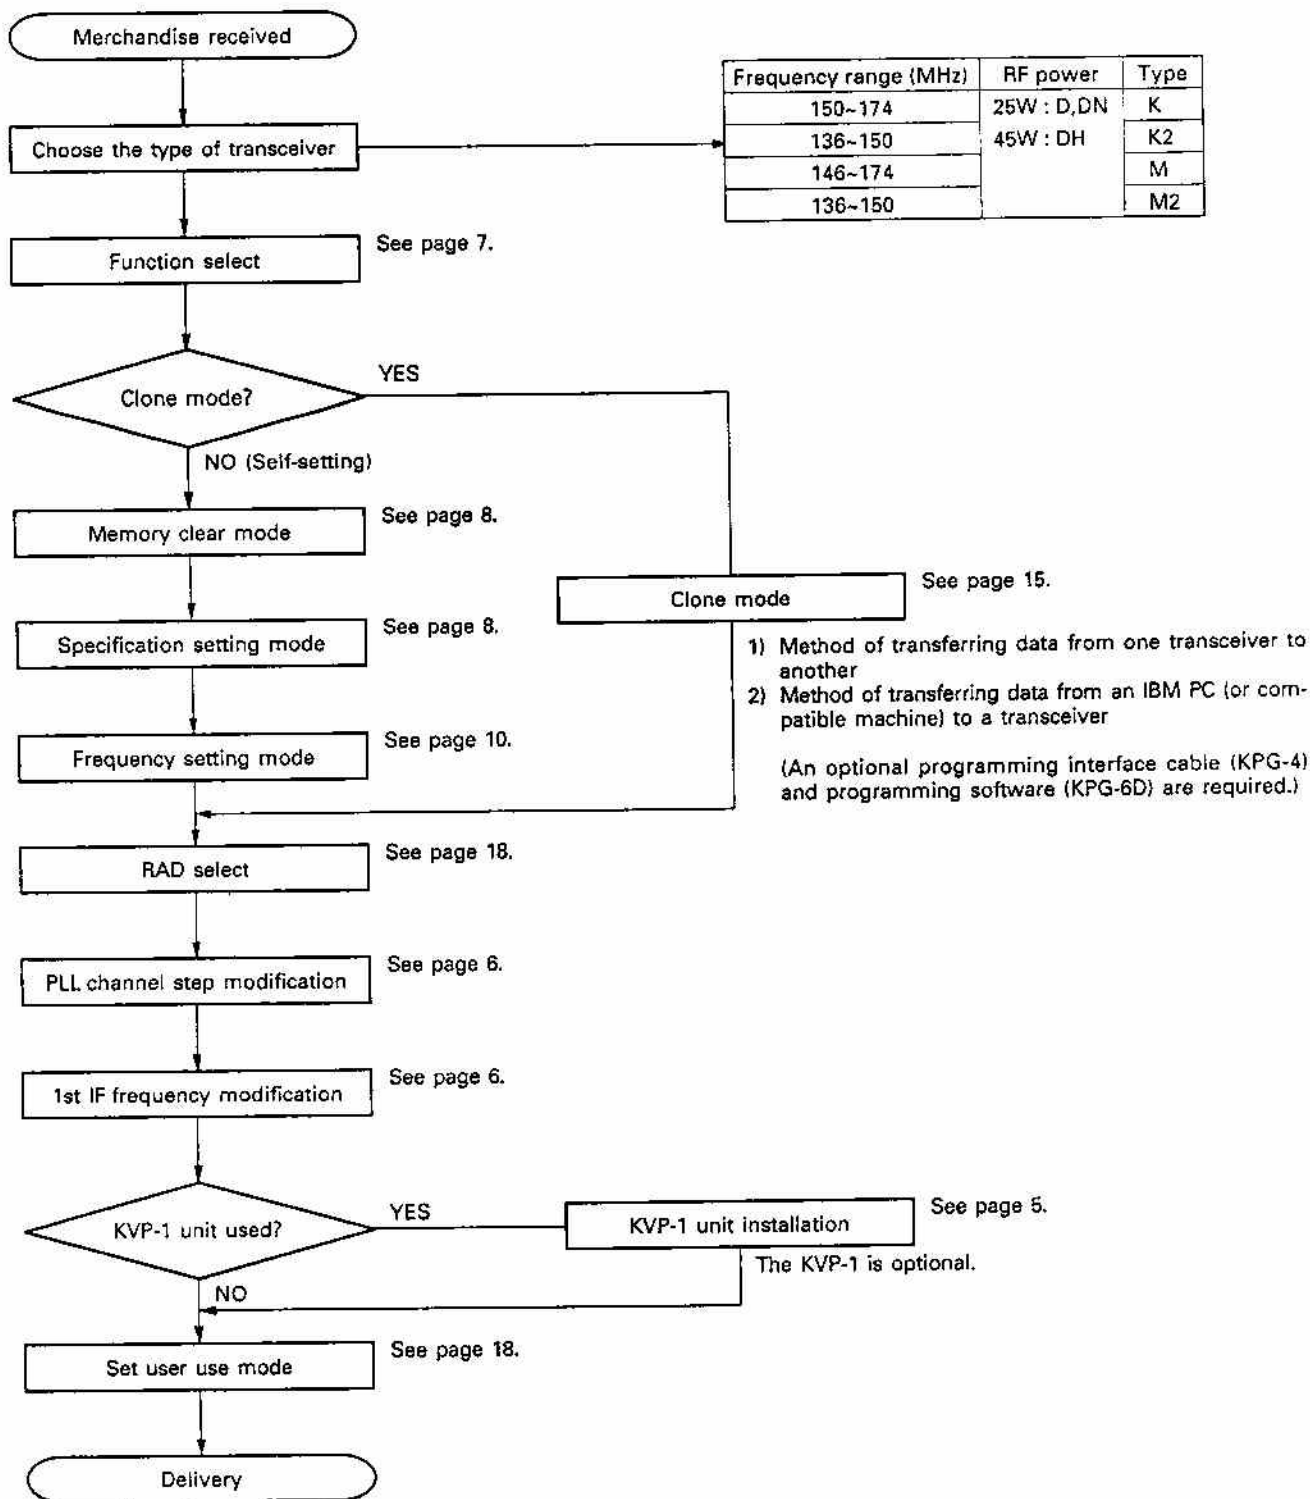 Merchandise received
Frequency range (MHz) RF power Type
150~174 25W : D,DN K
136~150 45W : DH K2
146~174 M
136~150 M2
Choose the type of transceiver
Function select
See page 7.
Clone mode?
YES
NO (Self-setting)
Memory clear mode
See page 8.
Clone mode
See page 15.
1) Method of transferring data from one transceiver to
another
2) Method of transferring data from an IBM PC (or com-
patible machine) to a transceiver
(An optional programming interface cable (KPG-4)
and programming software (KPG-6D) are required.)
Specification setting mode
See page 8.
Frequency setting mode
See page 10.
RAD select
See page 18.
PLL channel step modification
See page 6.
1st IF frequency modification
See page 6.
KVP-1 unit used?
YES
KVP-1 unit installation
See page 5.
The KVP-1 is optional.
NO
Set user use mode
See page 18.
Delivery